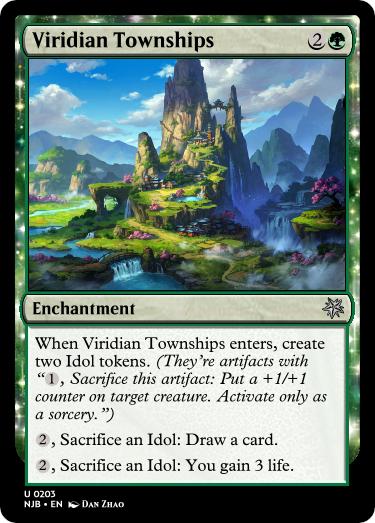 Viridian Townships 2
Enchantment
When Viridian Townships enters, create
two Idol tokens. (They're artifacts with
"1, Sacrifice this artifact: Put a +1/+1
counter on target creature. Activate only as
a sorcery.")
2, Sacrifice an Idol: Draw a card.
2, Sacrifice an Idol: You gain 3 life.
U 0203
NJB • EN DAN ZHAO